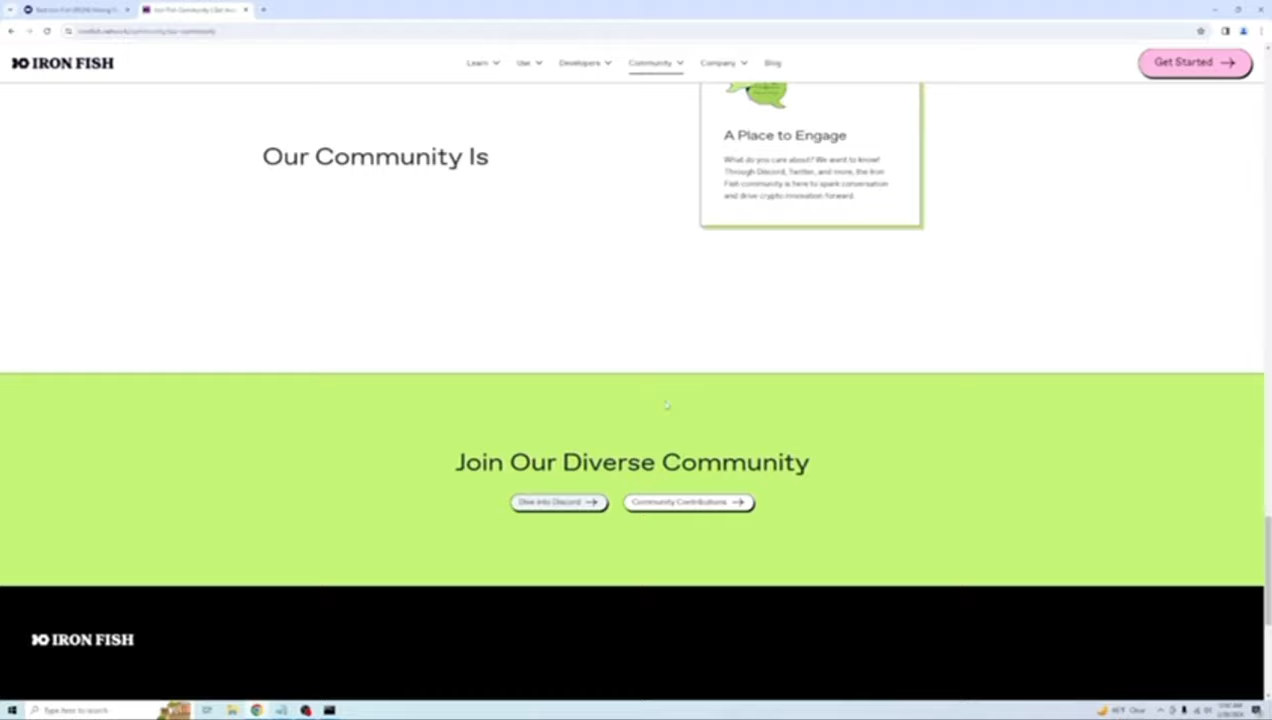 IRON FISH
Learn
Use
Developers
Community
Company
Blog
Get Started
Our Community Is
A Place to Engage
What do you care about? We want to know!
Through Discord, Twitter, and more, the Iron
Fish community is here to spark conversation
and drive crypto innovation forward.
Join Our Diverse Community
Dive into Discord
Community Contributions
IRON FISH
Type here to search